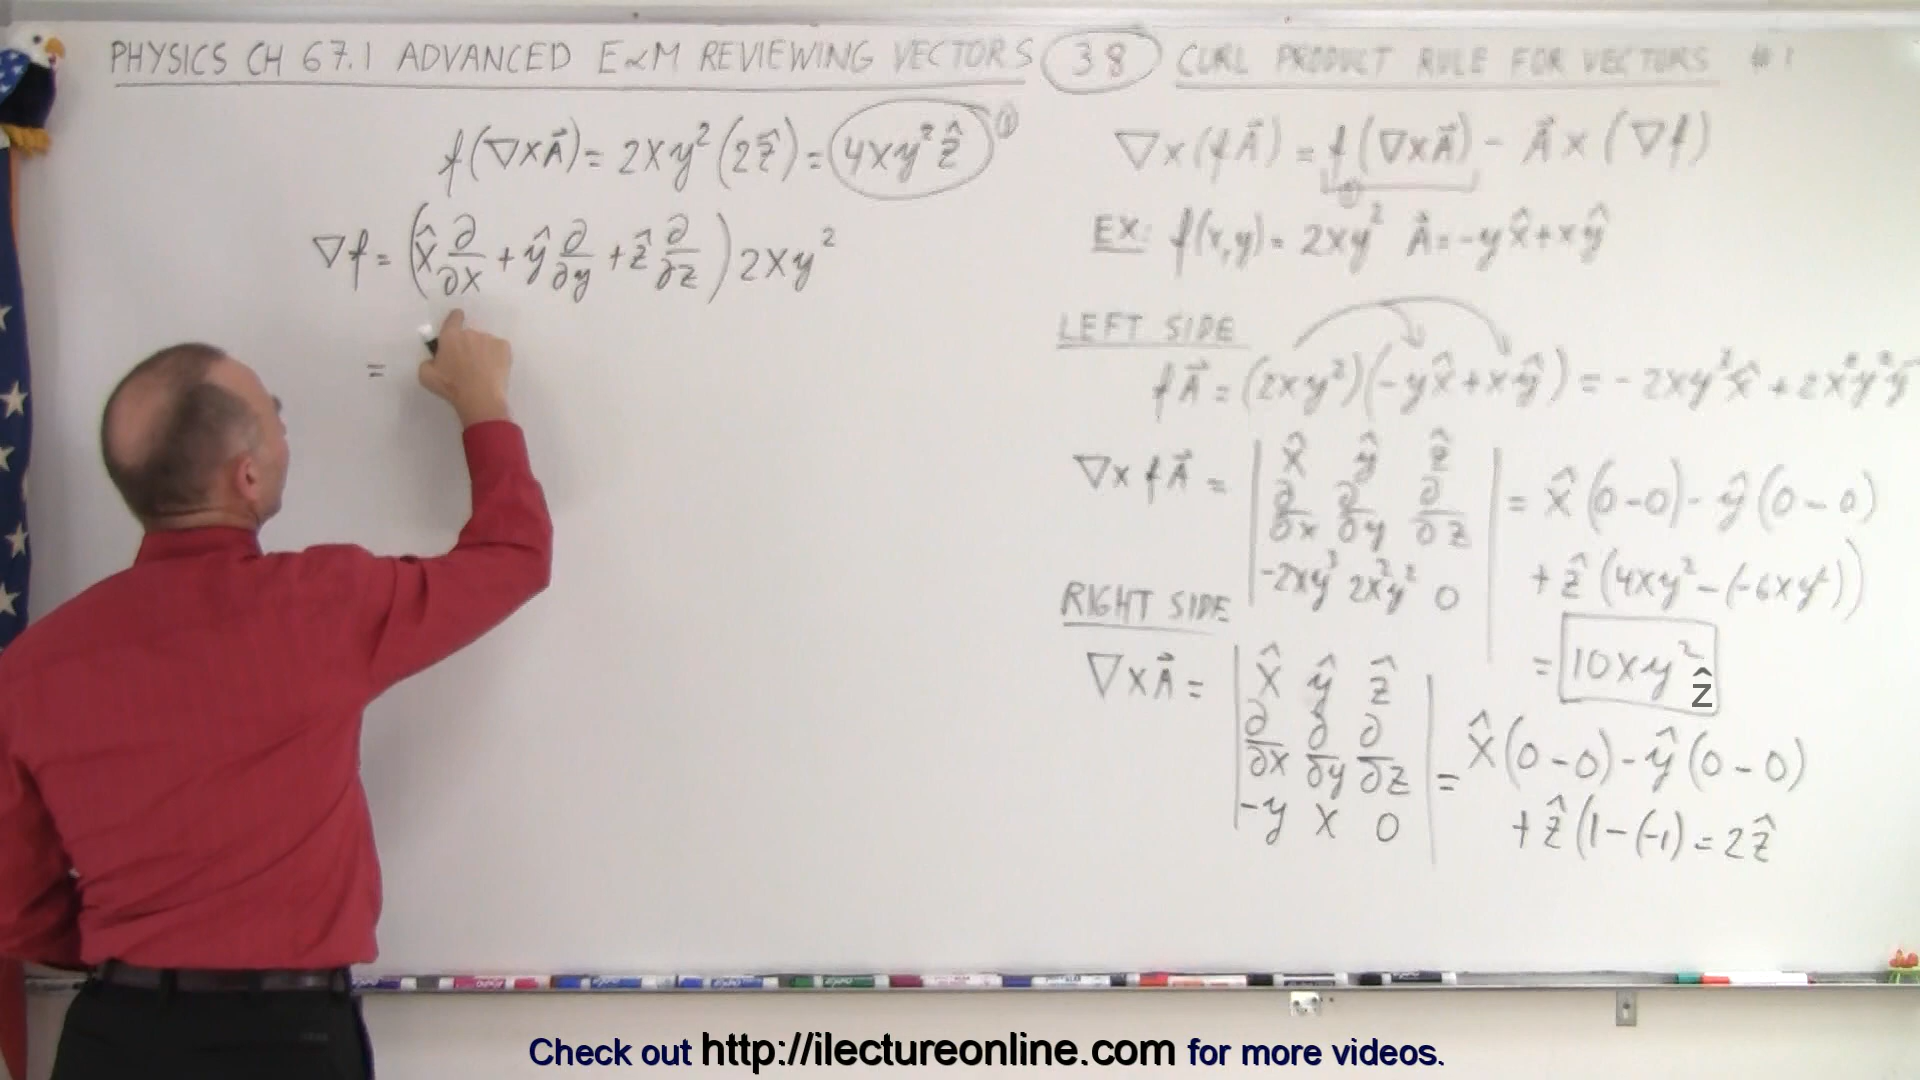 PHYSICS CH 67.1 ADVANCED E&M REVIEWING VECTORS (38) CURL PRODUCT RULE FOR VECTORS #1
f(∇×A⃗) = 2xy²(2ẑ) = 4xy²ẑ ①
∇f = (x̂ ∂/∂x + ŷ ∂/∂y + ẑ ∂/∂z) 2xy²
=
∇×(fA⃗) = f(∇×A⃗) - A⃗×(∇f)
①
EX: f(x,y) = 2xy² A⃗ = -yx̂ + xŷ
LEFT SIDE
fA⃗ = (2xy²)(-yx̂ + xŷ) = -2xy³x̂ + 2x²y²ŷ
∇×fA⃗ = | x̂ ŷ ẑ |
∂/∂x ∂/∂y ∂/∂z
-2xy³ 2x²y² 0
= x̂(0-0) - ŷ(0-0)
+ ẑ(4xy² - (-6xy²))
= 10xy² ẑ
RIGHT SIDE
∇×A⃗ = | x̂ ŷ ẑ |
∂/∂x ∂/∂y ∂/∂z
-y x 0
= x̂(0-0) - ŷ(0-0)
+ ẑ(1-(-1) = 2ẑ
Check out http://ilectureonline.com for more videos.